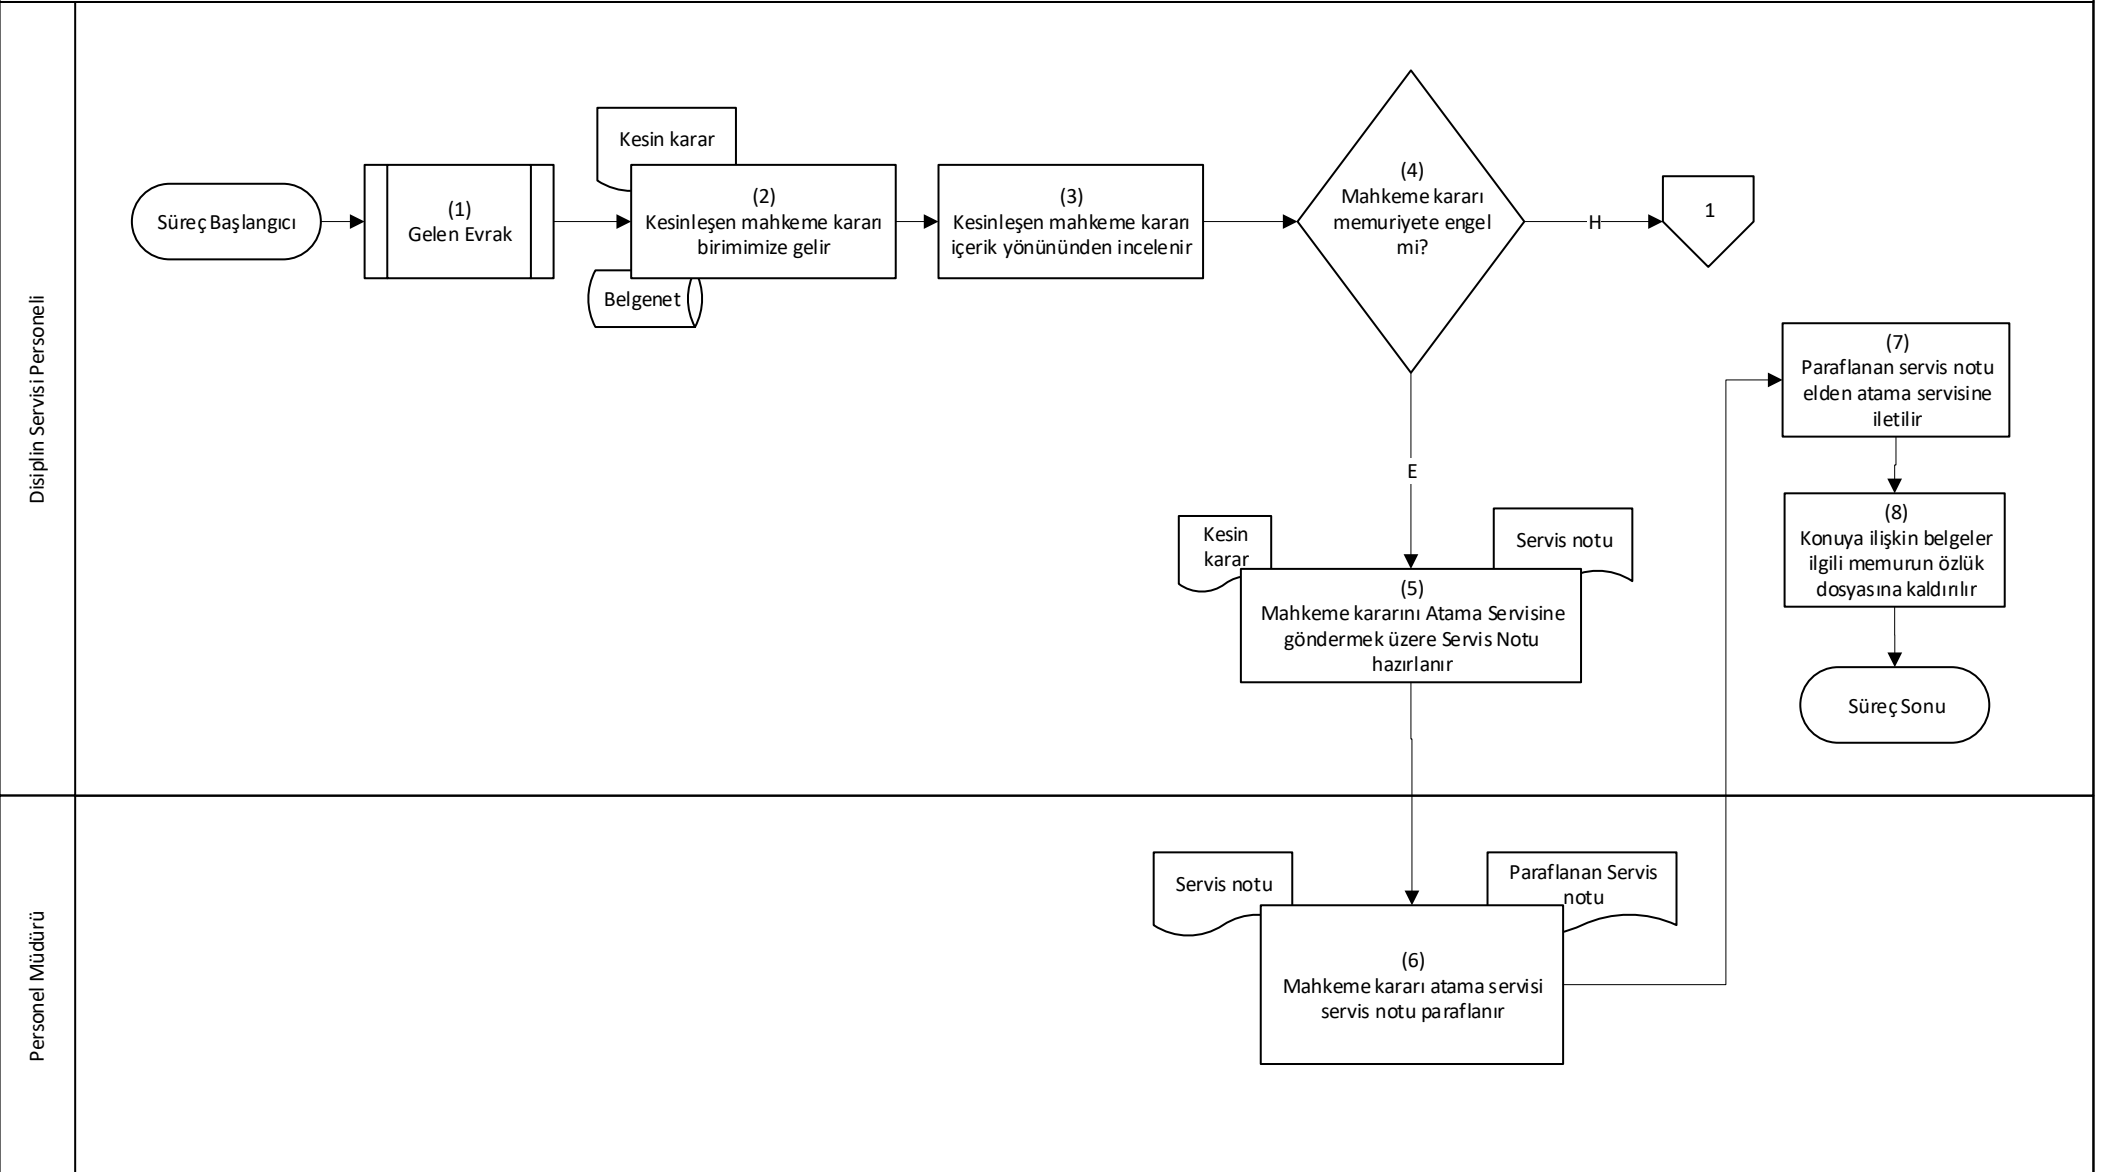 Disiplin Servisi Personeli
Süreç Başlangıcı
(1)
Gelen Evrak
Kesin karar
(2)
Kesinleşen mahkeme kararı
birimimize gelir
Belgenet
(3)
Kesinleşen mahkeme kararı
içerik yönününden incelenir
(4)
Mahkeme kararı
memuriyete engel
mi?
H
1
E
Kesin
karar
Servis notu
(5)
Mahkeme kararını Atama Servisine
göndermek üzere Servis Notu
hazırlanır
(7)
Paraflanan servis notu
elden atama servisine
iletilir
(8)
Konuya ilişkin belgeler
ilgili memurun özlük
dosyasına kaldırılır
Süreç Sonu
Personel Müdürü
Servis notu
Paraflanan Servis
notu
(6)
Mahkeme kararı atama servisi
servis notu paraflanır